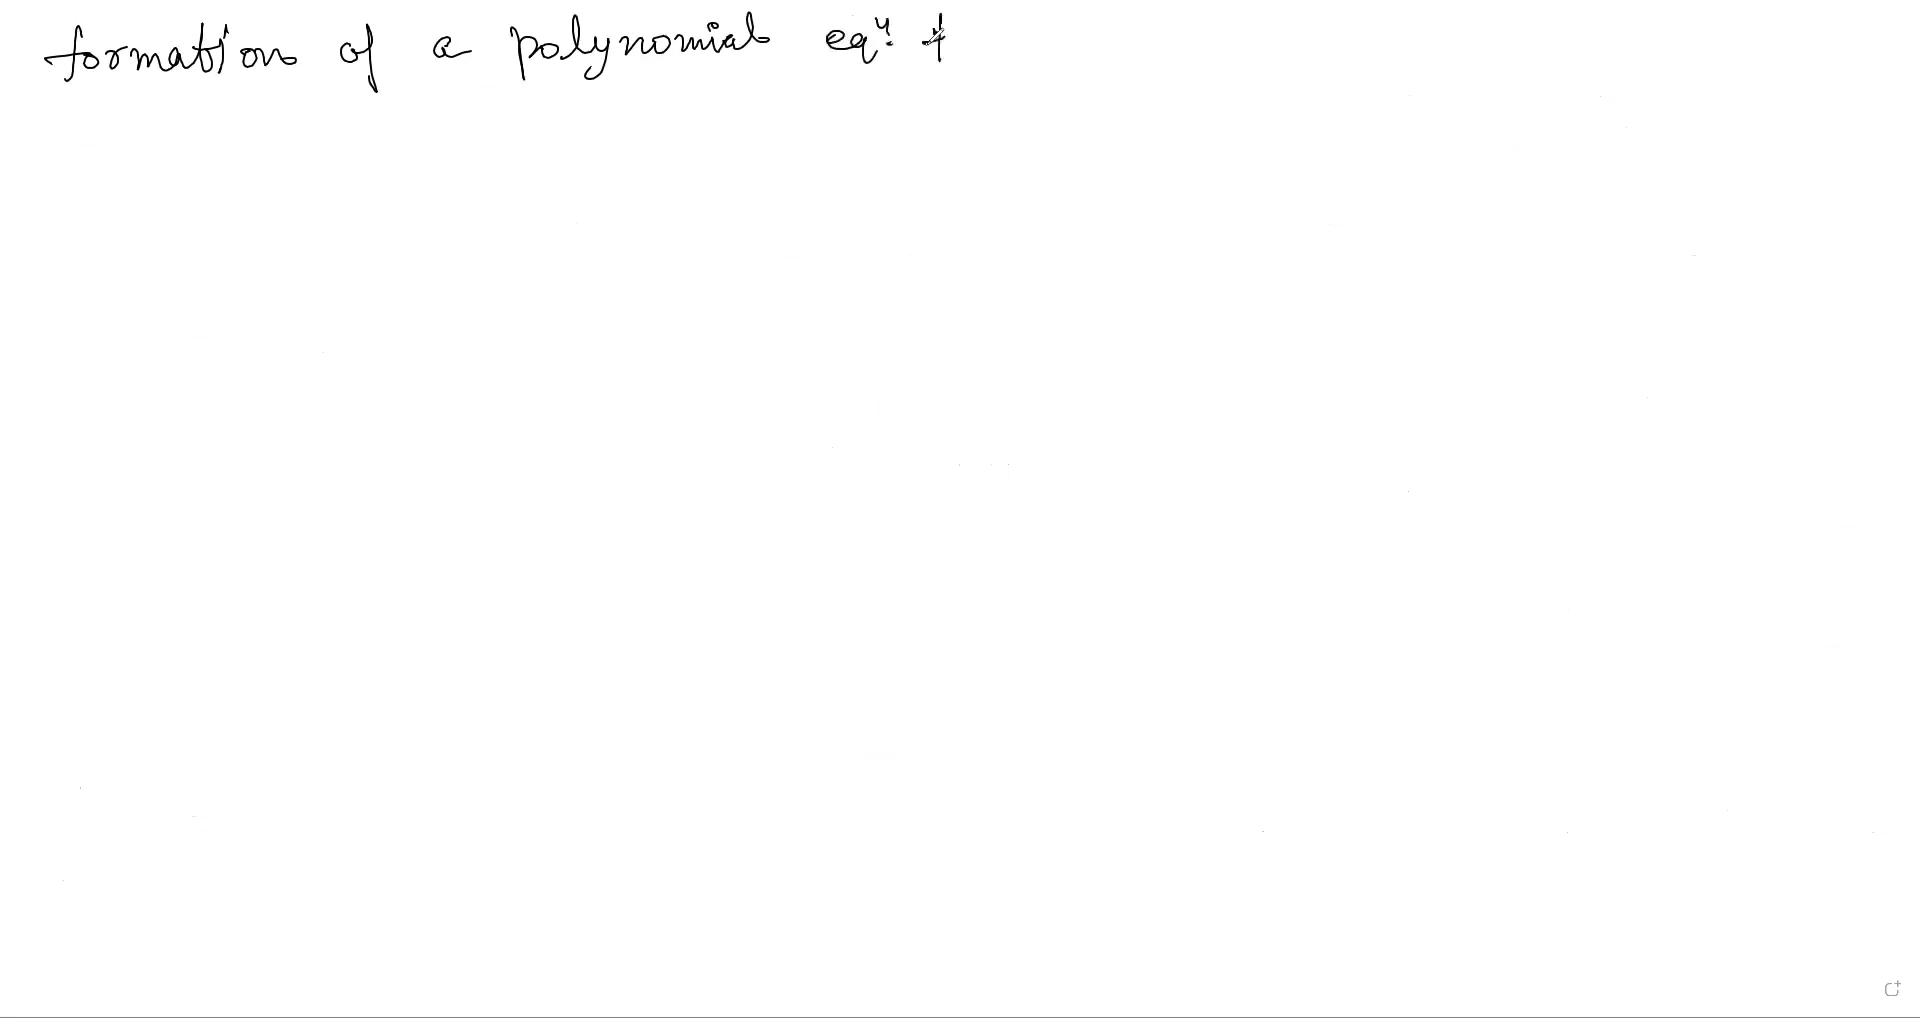 formation of a polynomial eqⁿ.